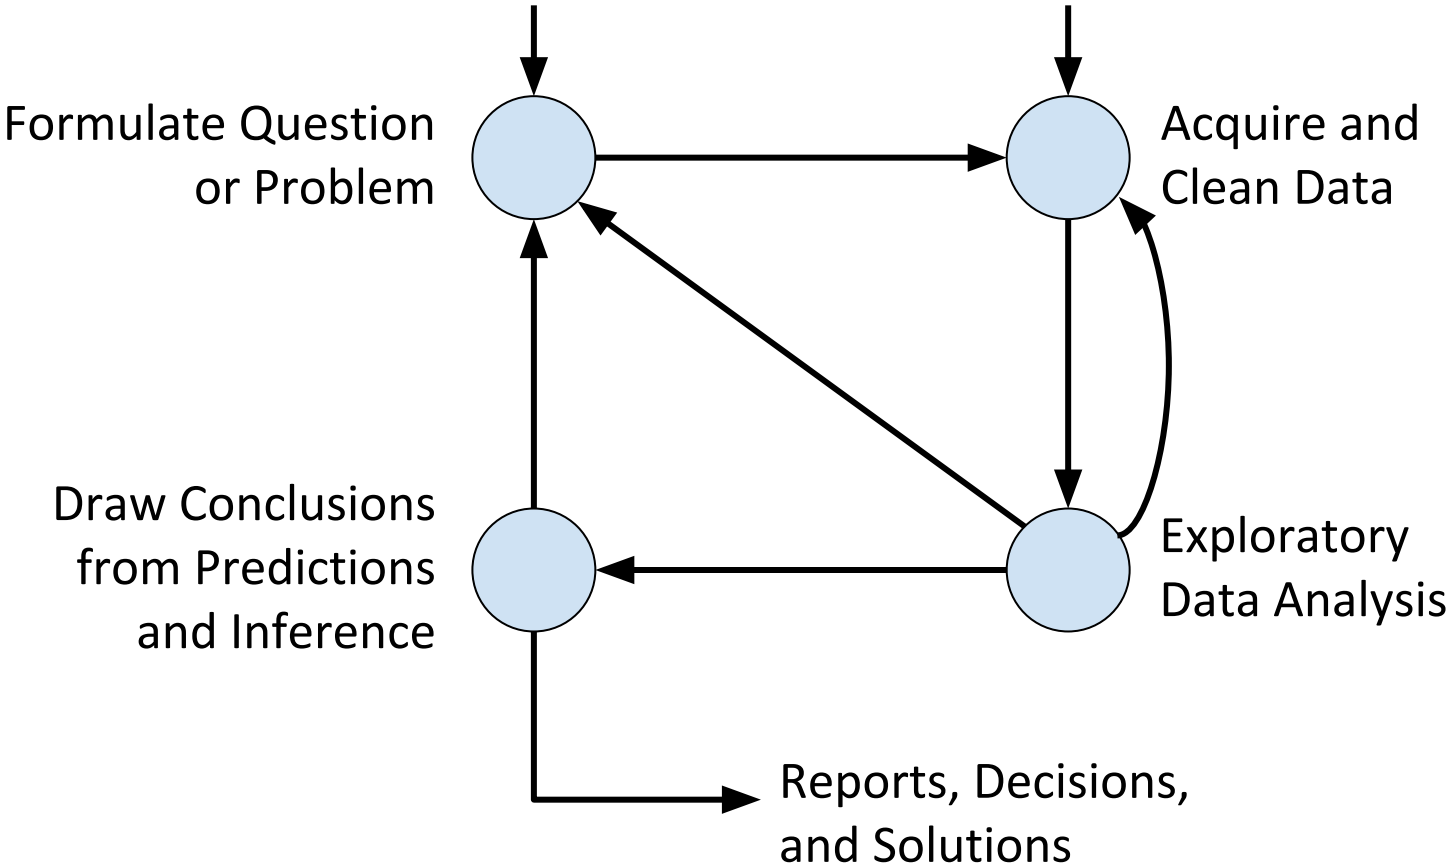 Formulate Question
or Problem
Acquire and
Clean Data
Draw Conclusions
from Predictions
and Inference
Exploratory
Data Analysis
Reports, Decisions,
and Solutions